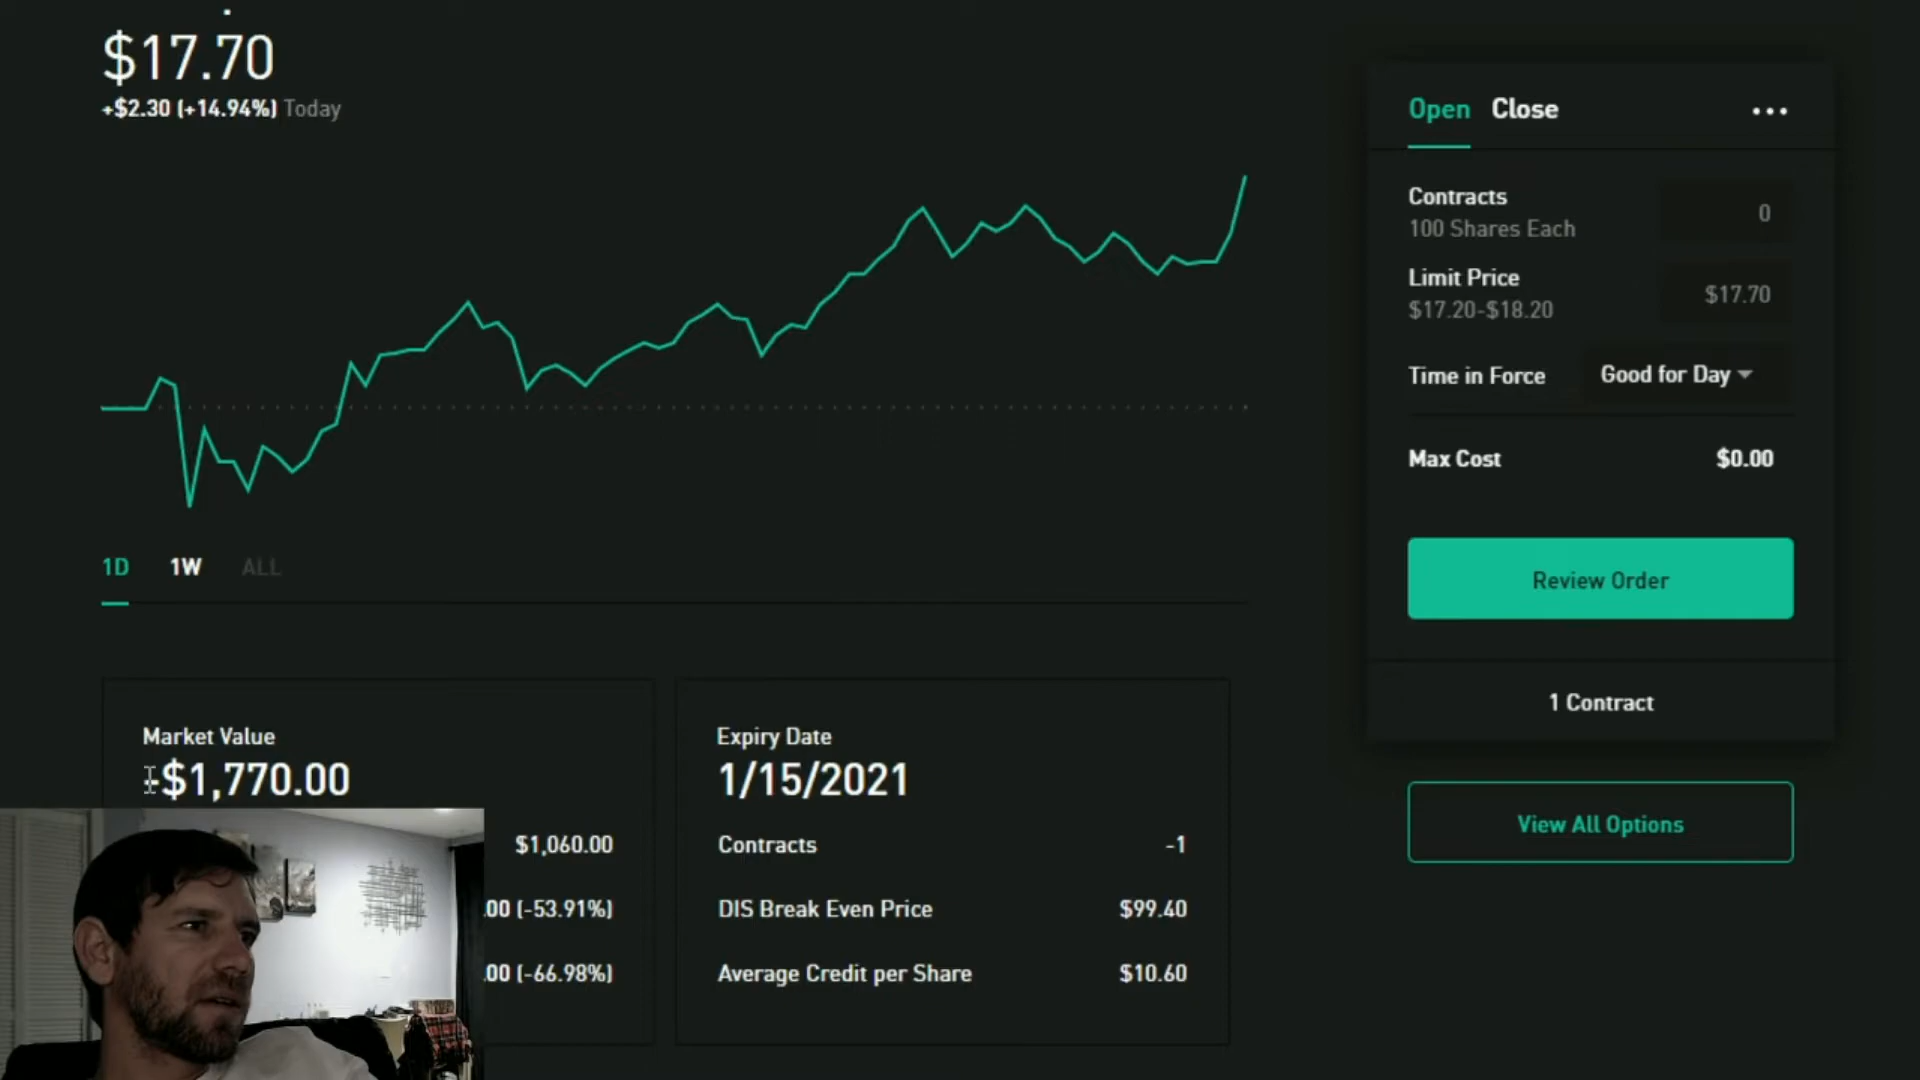 $17.70
+$2.30 (+14.94%) Today
Open Close
Contracts 0
100 Shares Each
Limit Price $17.70
$17.20-$18.20
Time in Force Good for Day
Max Cost $0.00
Review Order
1 Contract
View All Options
1D 1W ALL
Market Value
-$1,770.00
$1,060.00
.00 (-53.91%)
.00 (-66.98%)
Expiry Date
1/15/2021
Contracts -1
DIS Break Even Price $99.40
Average Credit per Share $10.60